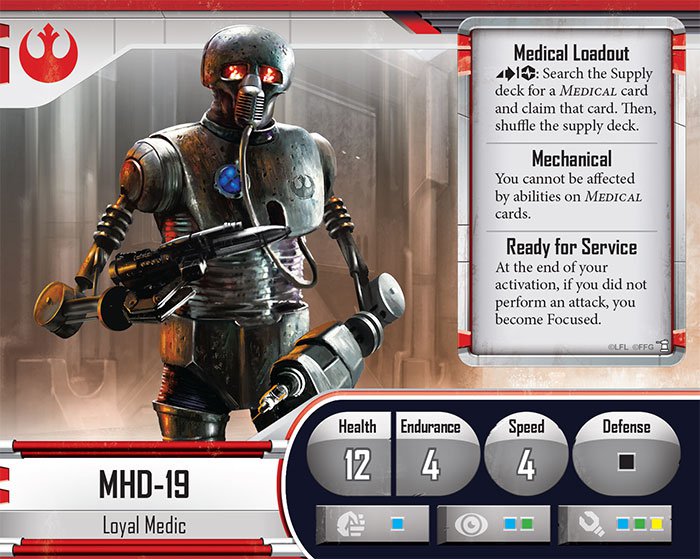 Medical Loadout
: Search the Supply
deck for a MEDICAL card
and claim that card. Then,
shuffle the supply deck.
Mechanical
You cannot be affected
by abilities on MEDICAL
cards.
Ready for Service
At the end of your
activation, if you did not
perform an attack, you
become Focused.
©LFL ©FFG
MHD-19
Loyal Medic
Health Endurance Speed Defense
12 4 4